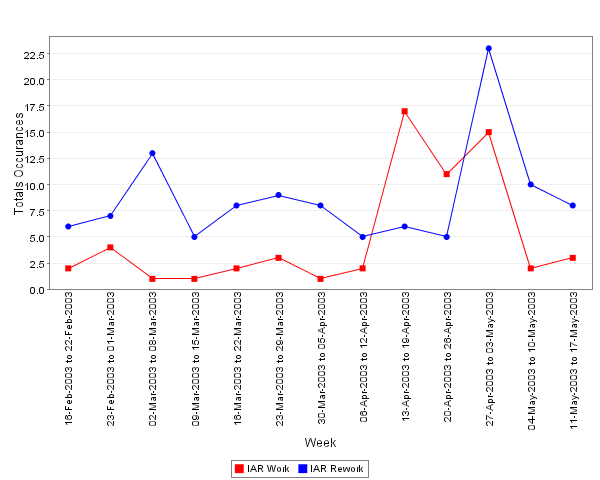 22.5
20.0
17.5
15.0
12.5
10.0
7.5
5.0
2.5
0.0
Totals Occurances
16-Feb-2003 to 22-Feb-2003
23-Feb-2003 to 01-Mar-2003
02-Mar-2003 to 08-Mar-2003
09-Mar-2003 to 15-Mar-2003
16-Mar-2003 to 22-Mar-2003
23-Mar-2003 to 29-Mar-2003
30-Mar-2003 to 05-Apr-2003
06-Apr-2003 to 12-Apr-2003
13-Apr-2003 to 19-Apr-2003
20-Apr-2003 to 26-Apr-2003
27-Apr-2003 to 03-May-2003
04-May-2003 to 10-May-2003
11-May-2003 to 17-May-2003
Week
IAR Work IAR Rework